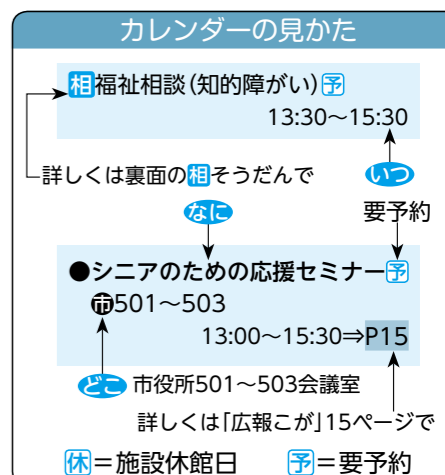 カレンダーの見かた
相福祉相談(知的障がい)予
13:30～15:30
詳しくは裏面の相そうだんで
いつ
なに
要予約
●シニアのための応援セミナー予
市501～503
13:00～15:30⇒P15
どこ 市役所501～503会議室
詳しくは「広報こが」15ページで
休＝施設休館日 予＝要予約